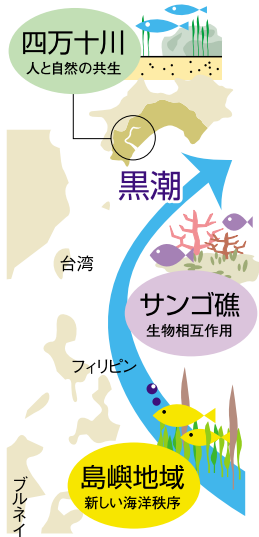 四万十川
人と自然の共生
黒潮
台湾
サンゴ礁
生物相互作用
フィリピン
島嶼地域
新しい海洋秩序
ブルネイ